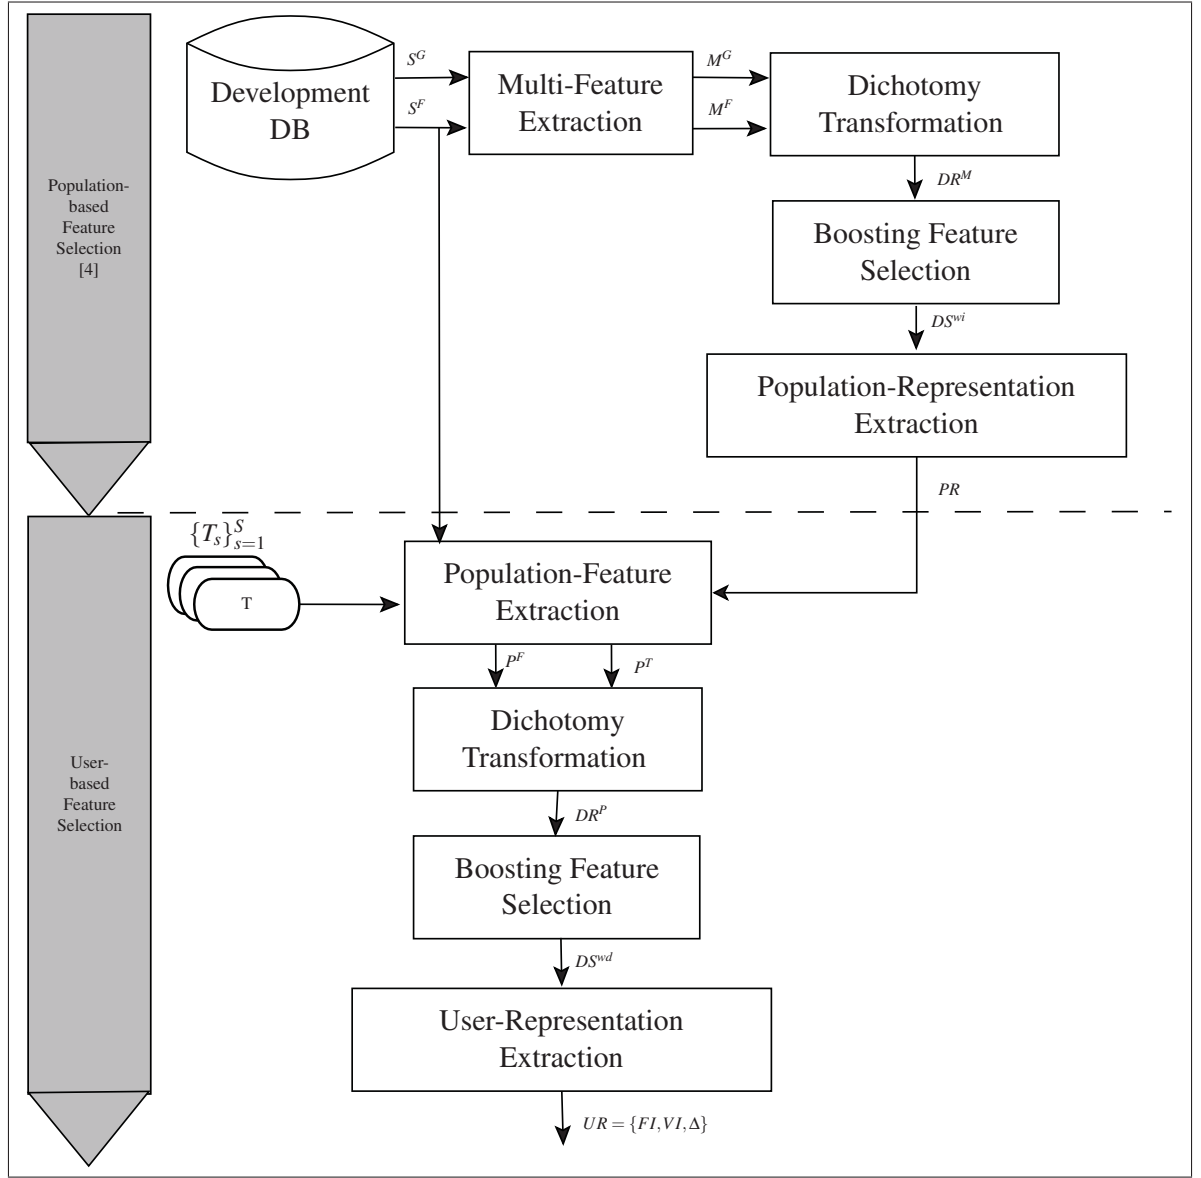 Development
DB
S^G
S^F
Multi-Feature
Extraction
M^G
M^F
Dichotomy
Transformation
DR^M
Population-
based
Feature
Selection
[4]
Boosting Feature
Selection
DS^{wi}
Population-Representation
Extraction
PR
{T_s}_{s=1}^S
T
Population-Feature
Extraction
P^F
P^T
Dichotomy
Transformation
DR^P
User-
based
Feature
Selection
Boosting Feature
Selection
DS^{wd}
User-Representation
Extraction
UR = {FI,VI,Δ}